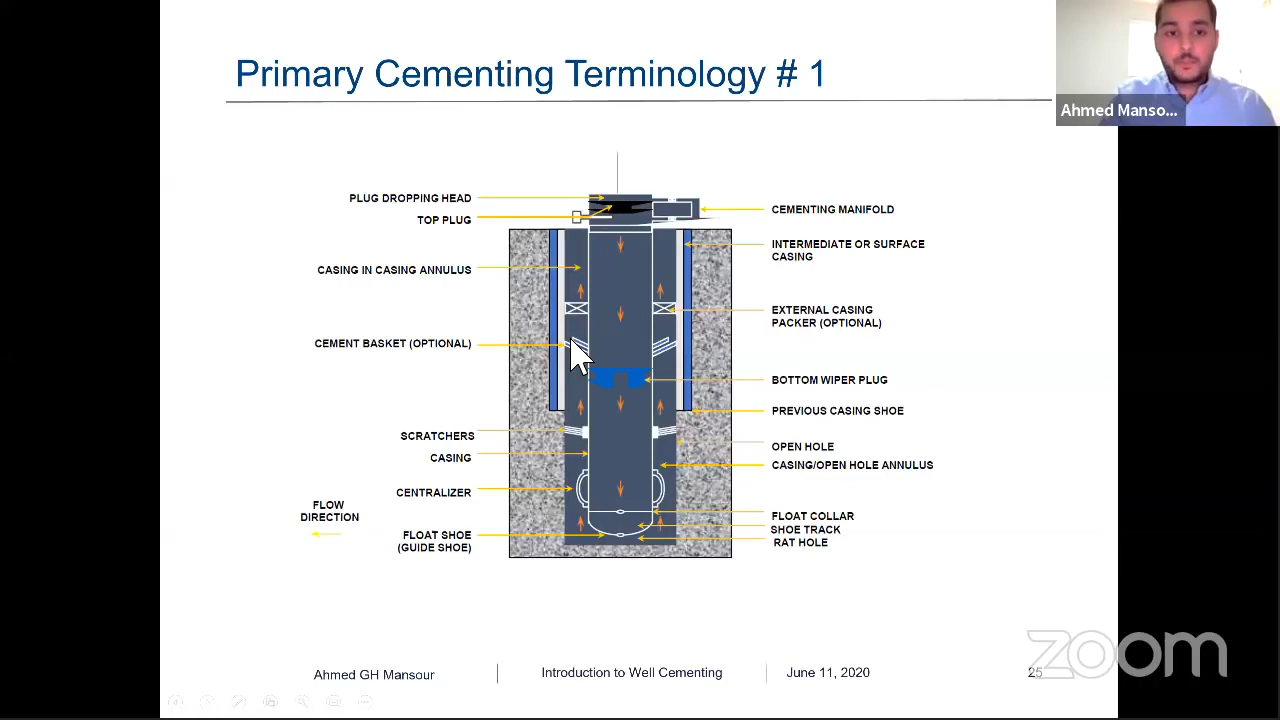 Primary Cementing Terminology # 1
Ahmed Manso...
PLUG DROPPING HEAD
TOP PLUG
CASING IN CASING ANNULUS
CEMENT BASKET (OPTIONAL)
SCRATCHERS
CASING
CENTRALIZER
FLOW
DIRECTION
FLOAT SHOE
(GUIDE SHOE)
CEMENTING MANIFOLD
INTERMEDIATE OR SURFACE
CASING
EXTERNAL CASING
PACKER (OPTIONAL)
BOTTOM WIPER PLUG
PREVIOUS CASING SHOE
OPEN HOLE
CASING/OPEN HOLE ANNULUS
FLOAT COLLAR
SHOE TRACK
RAT HOLE
Ahmed GH Mansour
Introduction to Well Cementing
June 11, 2020
25
zoom